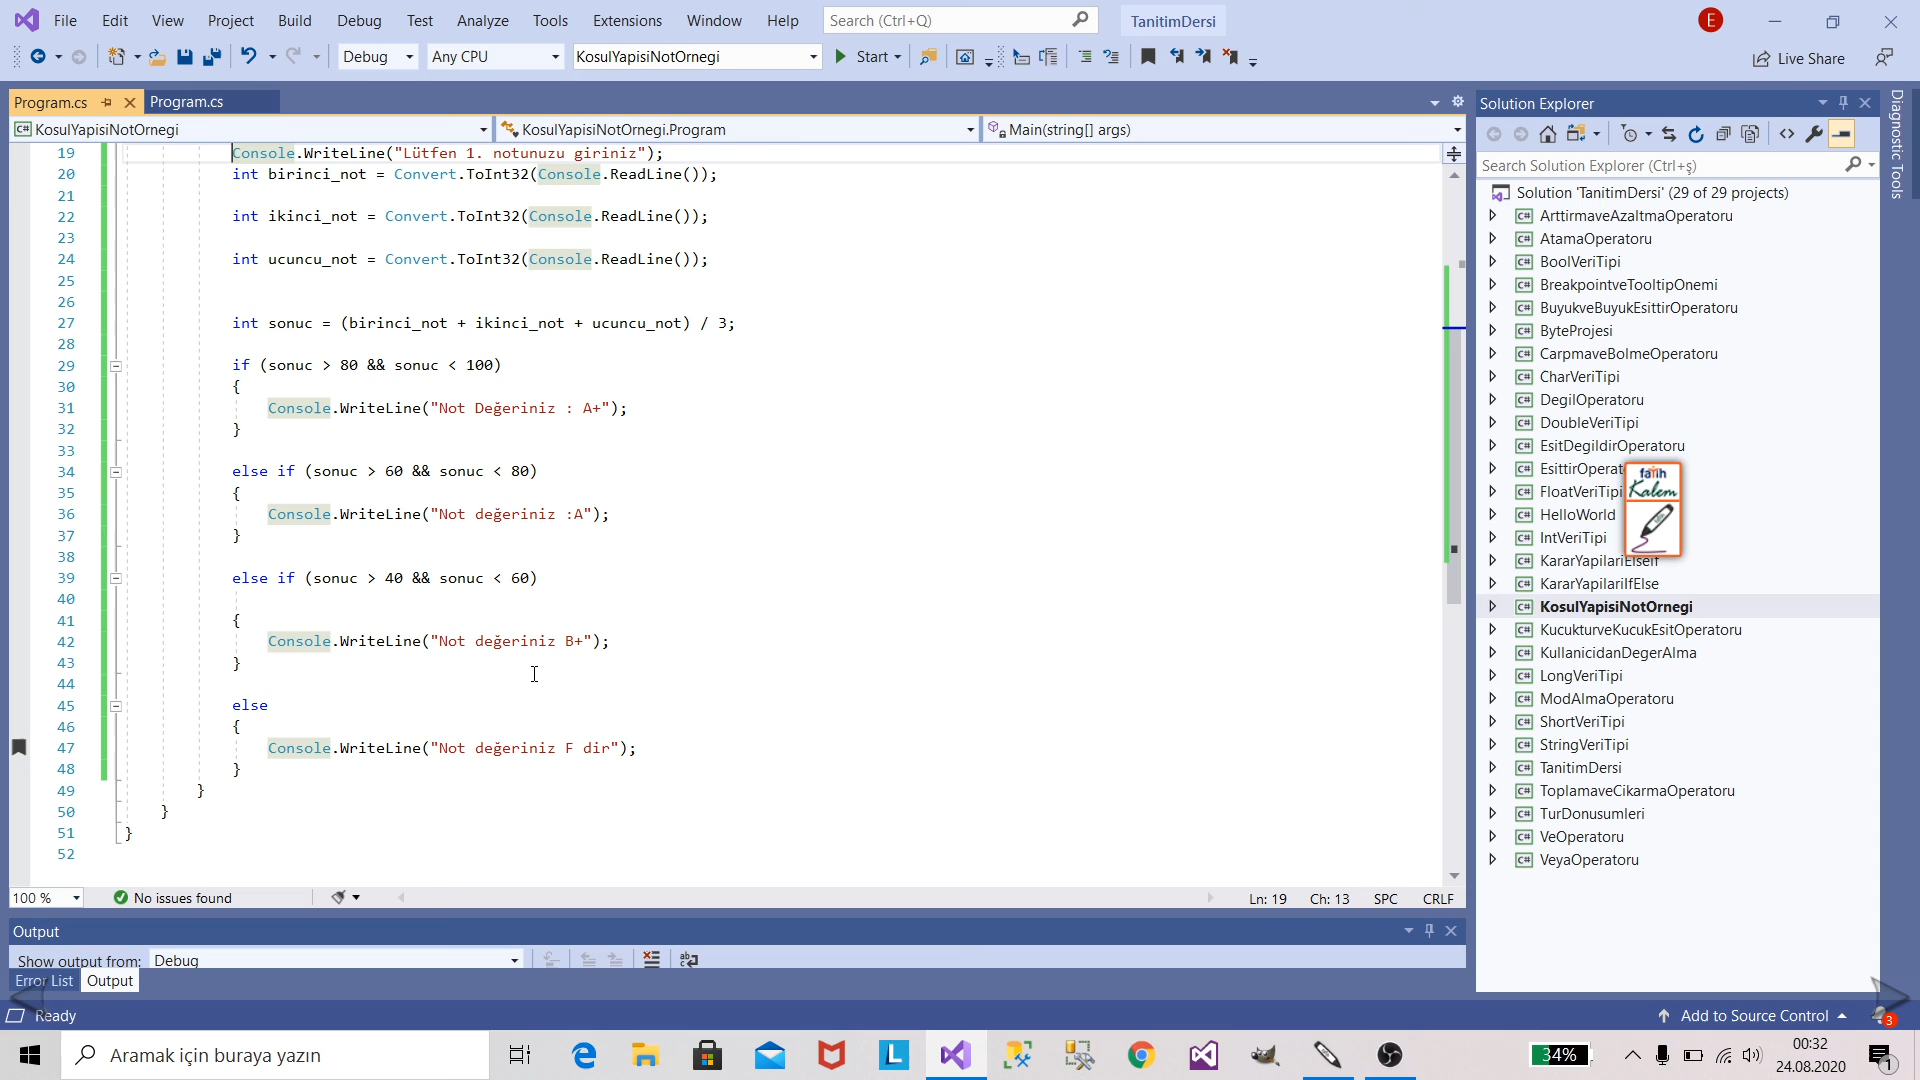 File Edit View Project Build Debug Test Analyze Tools Extensions Window Help Search (Ctrl+Q) TanitimDersi E
Debug Any CPU KosulYapisiNotOrnegi Start Live Share
Program.cs Program.cs
KosulYapisiNotOrnegi KosulYapisiNotOrnegi.Program Main(string[] args)
19 Console.WriteLine("Lütfen 1. notunuzu giriniz");
20 int birinci_not = Convert.ToInt32(Console.ReadLine());
21
22 int ikinci_not = Convert.ToInt32(Console.ReadLine());
23
24 int ucuncu_not = Convert.ToInt32(Console.ReadLine());
25
26
27 int sonuc = (birinci_not + ikinci_not + ucuncu_not) / 3;
28
29 if (sonuc > 80 && sonuc < 100)
30 {
31 Console.WriteLine("Not Değeriniz : A+");
32 }
33
34 else if (sonuc > 60 && sonuc < 80)
35 {
36 Console.WriteLine("Not değeriniz :A");
37 }
38
39 else if (sonuc > 40 && sonuc < 60)
40
41 {
42 Console.WriteLine("Not değeriniz B+");
43 }
44
45 else
46 {
47 Console.WriteLine("Not değeriniz F dir");
48 }
49 }
50 }
51 }
52
100 % No issues found Ln: 19 Ch: 13 SPC CRLF
Output
Show output from: Debug
Error List Output
Ready
Solution Explorer
Search Solution Explorer (Ctrl+ş)
Solution 'TanitimDersi' (29 of 29 projects)
C# ArttirmaveAzaltmaOperatoru
C# AtamaOperatoru
C# BoolVeriTipi
C# BreakpointveTooltipOnemi
C# BuyukveBuyukEsittirOperatoru
C# ByteProjesi
C# CarpmaveBolmeOperatoru
C# CharVeriTipi
C# DegilOperatoru
C# DoubleVeriTipi
C# EsitDegildirOperatoru
C# EsittirOperat
C# FloatVeriTipi
C# HelloWorld
C# IntVeriTipi
C# KararYapilariElseif
C# KararYapilariIfElse
C# KosulYapisiNotOrnegi
C# KucukturveKucukEsitOperatoru
C# KullanicidanDegerAlma
C# LongVeriTipi
C# ModAlmaOperatoru
C# ShortVeriTipi
C# StringVeriTipi
C# TanitimDersi
C# ToplamaveCikarmaOperatoru
C# TurDonusumleri
C# VeOperatoru
C# VeyaOperatoru
fatih
Kalem
Diagnostic Tools
Add to Source Control 3
Aramak için buraya yazın
34% 00:32
24.08.2020 1